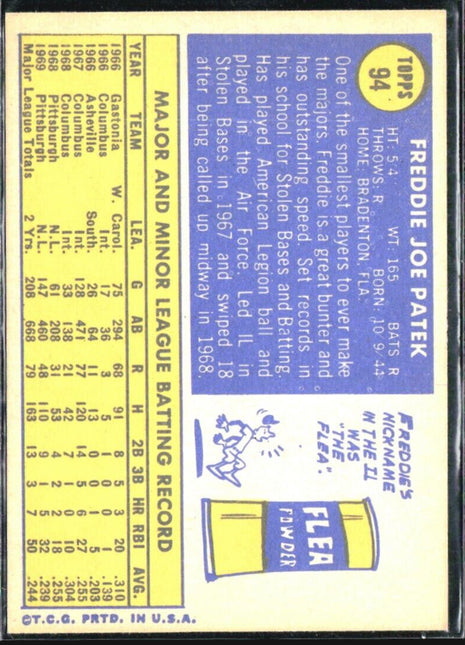 TOPPS
94
FREDDIE JOE PATEK
HT: 5'4" WT: 165 BATS: R
THROWS: R BORN: 10-9-44
HOME: BRADENTON, FLA.
One of the smallest players to ever make
the majors, Freddie is a great bunter and
has outstanding speed. Set records in
his school for Stolen Bases and Batting.
Has played American Legion ball and
played in the Air Force. Led IL in
Stolen Bases in 1967 and swiped 18
after being called up midway in 1968.
FREDDIE'S
NICKNAME
IN THE IL
WAS
"THE
FLEA".
FLEA
POWDER
MAJOR AND MINOR LEAGUE BATTING RECORD
YEAR TEAM LEA. G AB R H 2B 3B HR RBI AVG.
1966 Gastonia W. Carol. 75 294 68 91 8 5 3 20 .310
1966 Columbus Int. 17 36 3 5 1 0 0 1 .139
1966 Asheville South. 26 64 11 13 0 0 1 5 .203
1967 Columbus Int. 128 471 77 120 14 5 6 27 .255
1968 Columbus Int. 33 138 21 42 7 1 0 10 .304
1968 Pittsburgh N.L. 61 208 31 53 4 2 2 18 .255
1969 Pittsburgh N.L. 147 460 48 110 9 1 5 32 .239
Major League Totals 2 Yrs. 208 668 79 163 13 3 7 50 .244
©T.C.G. PRTD. IN U.S.A.